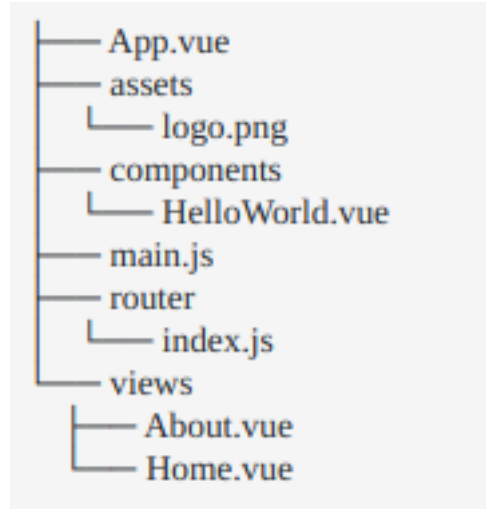 App.vue
assets
logo.png
components
HelloWorld.vue
main.js
router
index.js
views
About.vue
Home.vue